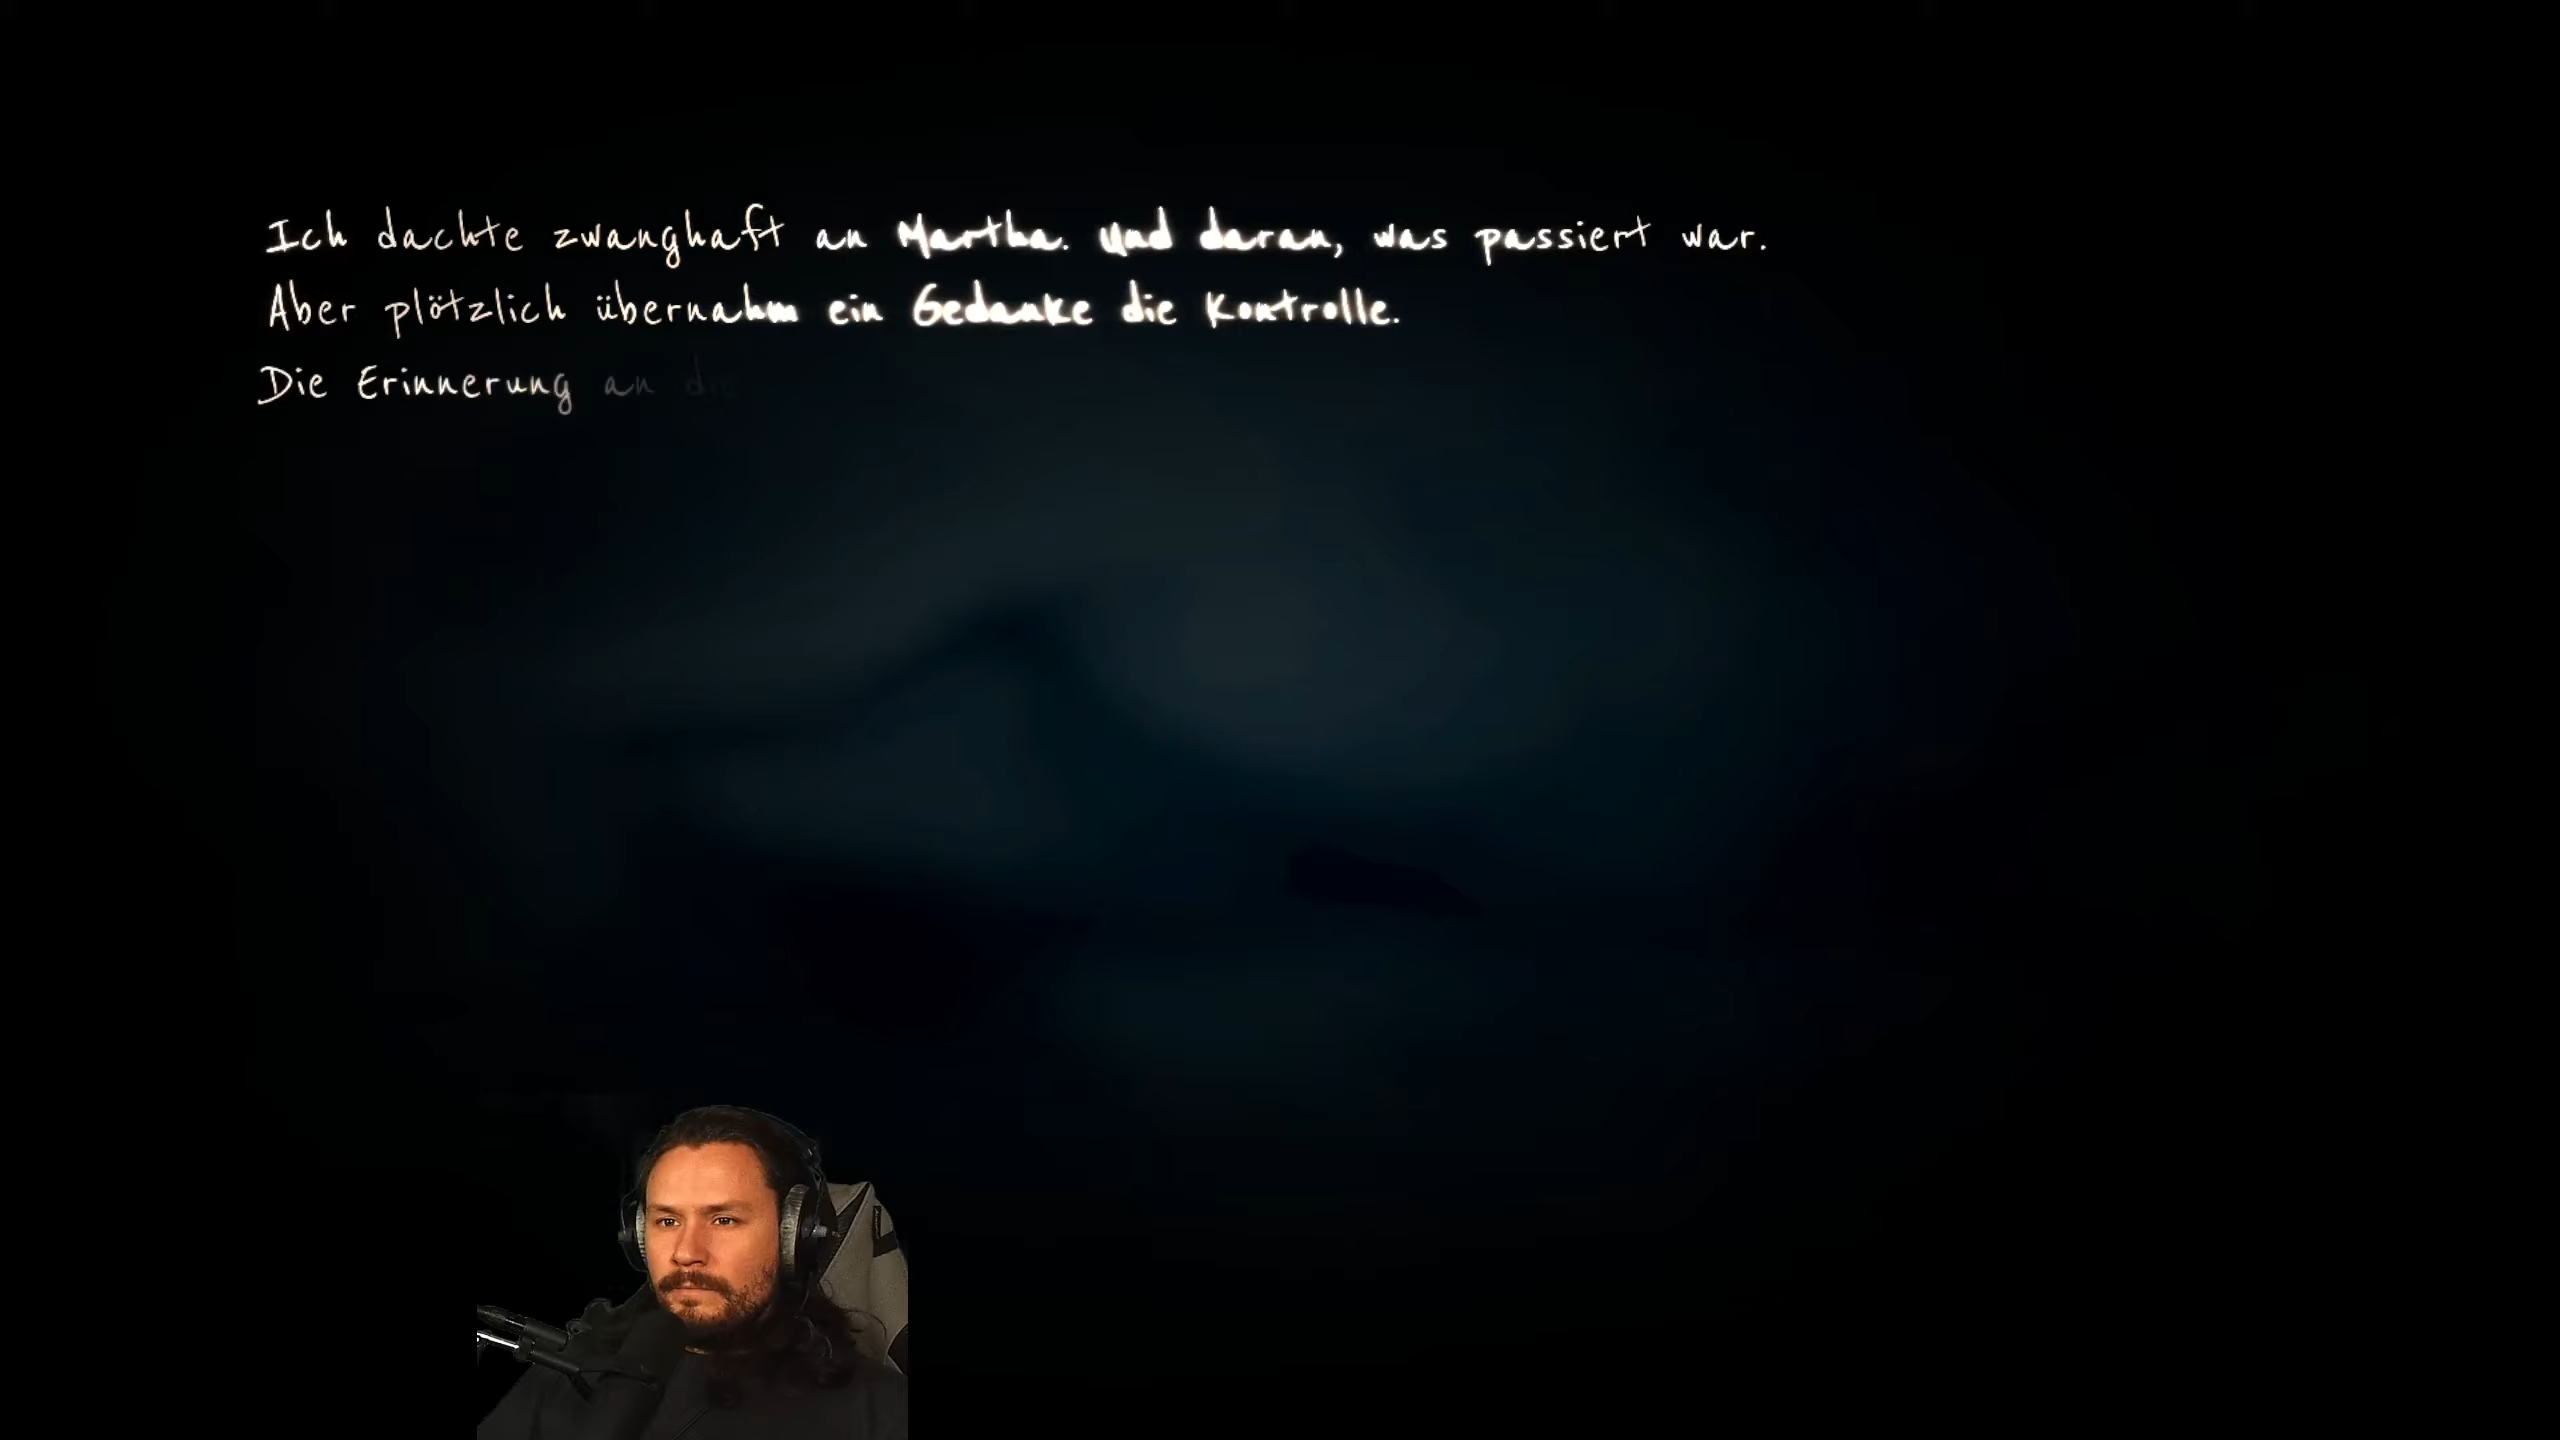 Ich dachte zwanghaft an Martha. Und daran, was passiert war.
Aber plötzlich übernahm ein Gedanke die Kontrolle.
Die Erinnerung an die